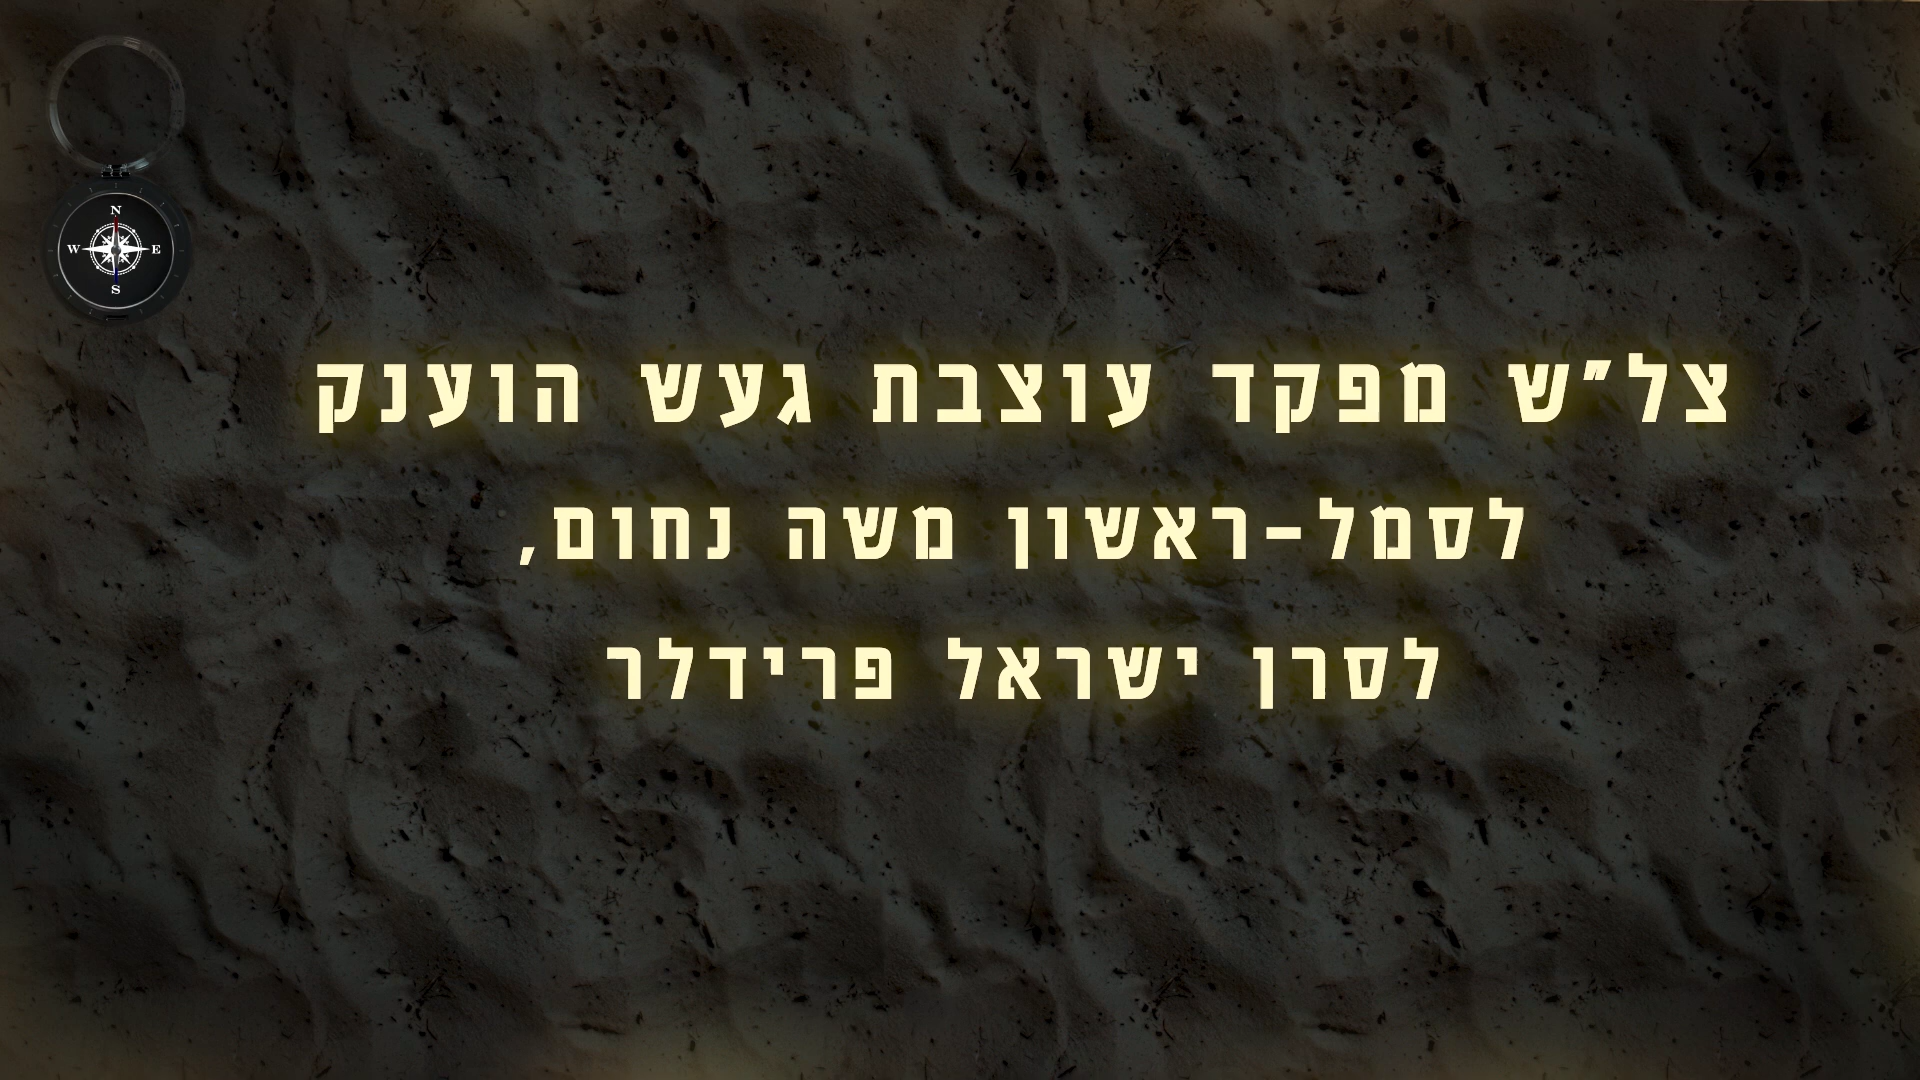 צל״ש מפקד עוצבת געש הוענק
לסמל-ראשון משה נחום,
לסרן ישראל פרידלר
N
W E
S